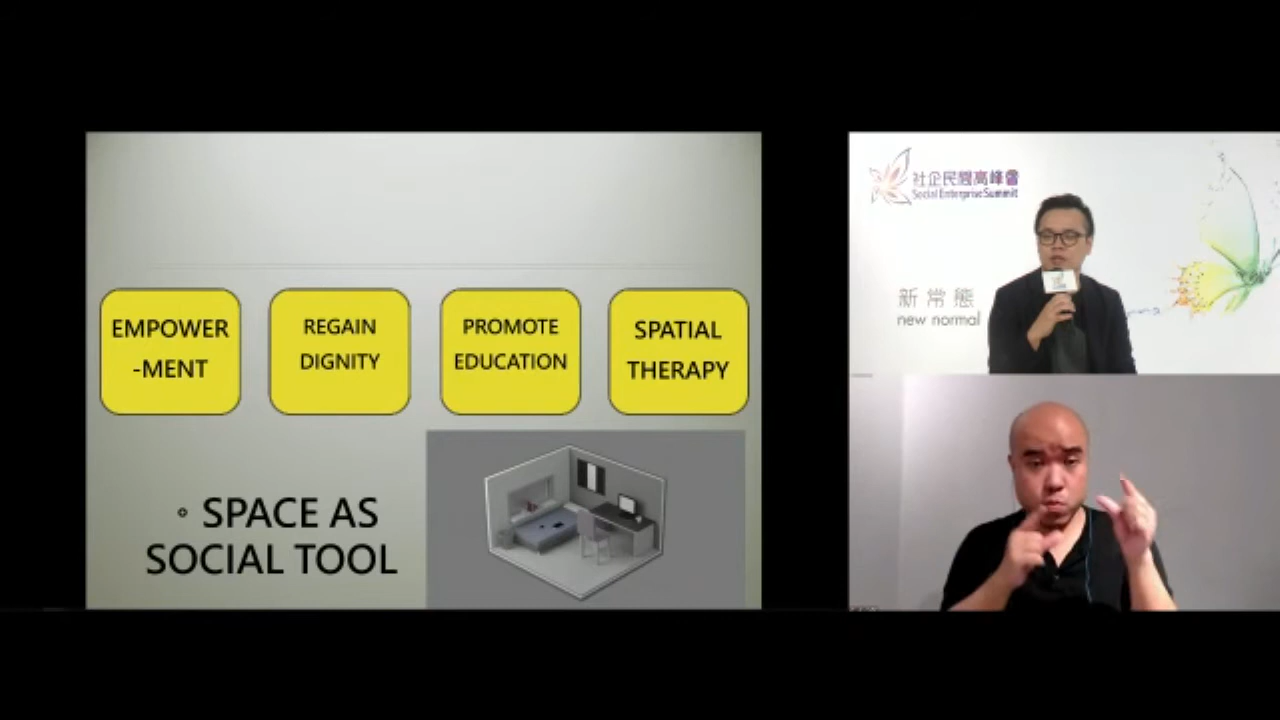 EMPOWER
-MENT
REGAIN
DIGNITY
PROMOTE
EDUCATION
SPATIAL
THERAPY
SPACE AS
SOCIAL TOOL
社企民間高峰會
Social Enterprise Summit
新常態
new normal